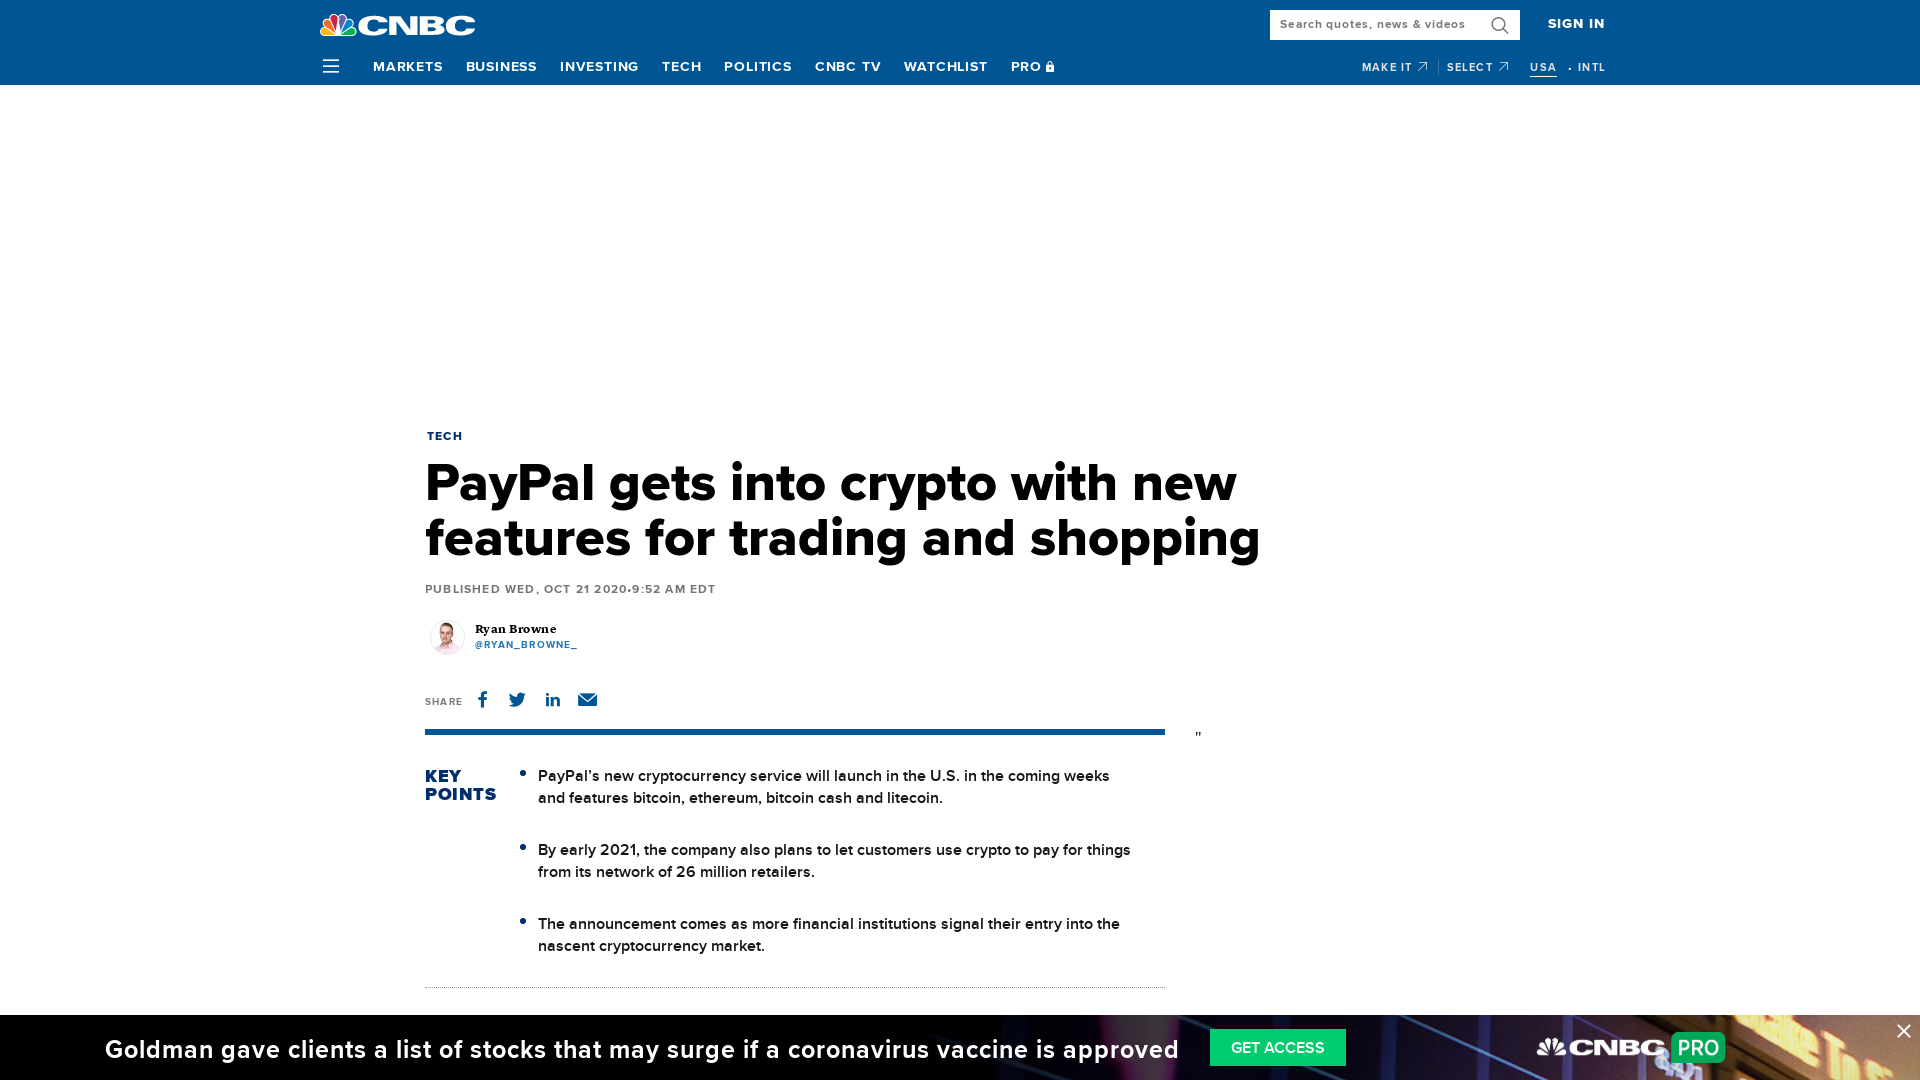 CNBC
Search quotes, news & videos
SIGN IN
MARKETS BUSINESS INVESTING TECH POLITICS CNBC TV WATCHLIST PRO
MAKE IT SELECT USA • INTL
TECH
PayPal gets into crypto with new
features for trading and shopping
PUBLISHED WED, OCT 21 2020•9:52 AM EDT
Ryan Browne
@RYAN_BROWNE_
SHARE
"
KEY
POINTS
• PayPal’s new cryptocurrency service will launch in the U.S. in the coming weeks
and features bitcoin, ethereum, bitcoin cash and litecoin.
• By early 2021, the company also plans to let customers use crypto to pay for things
from its network of 26 million retailers.
• The announcement comes as more financial institutions signal their entry into the
nascent cryptocurrency market.
Goldman gave clients a list of stocks that may surge if a coronavirus vaccine is approved
GET ACCESS
CNBC PRO